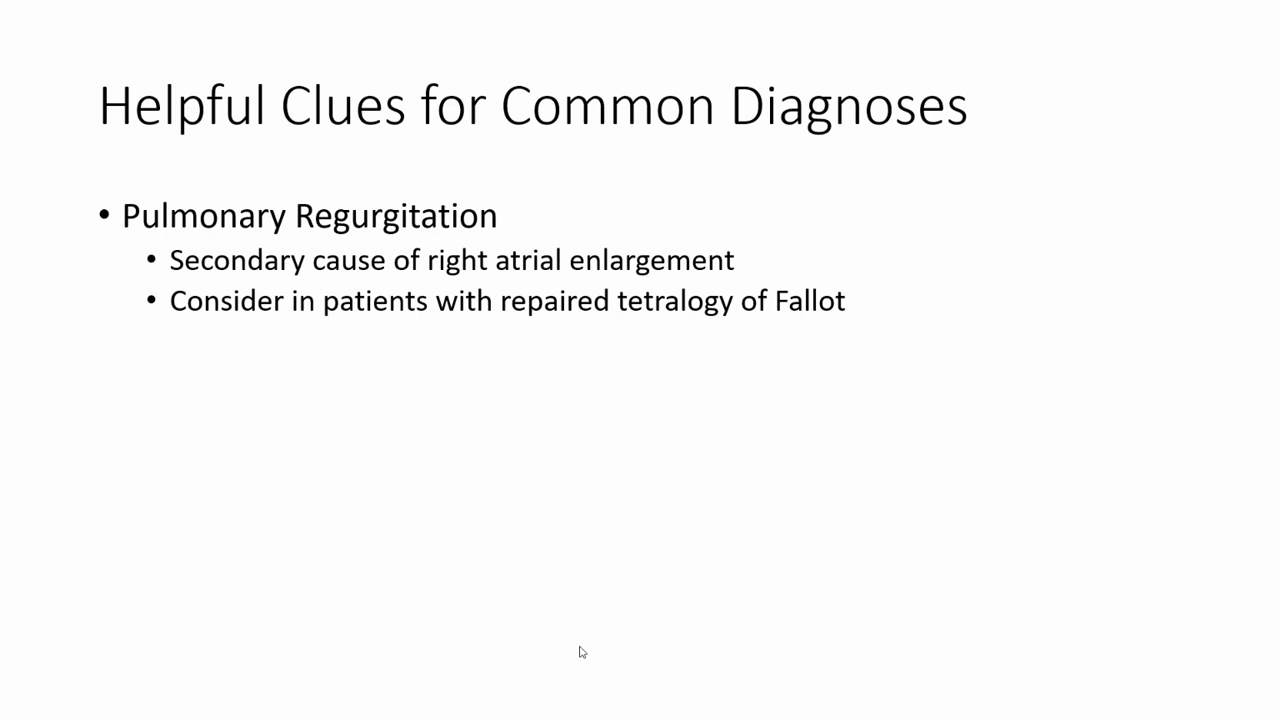 Helpful Clues for Common Diagnoses
• Pulmonary Regurgitation
• Secondary cause of right atrial enlargement
• Consider in patients with repaired tetralogy of Fallot